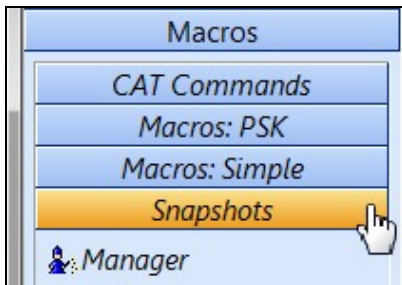 Macros
CAT Commands
Macros: PSK
Macros: Simple
Snapshots
Manager